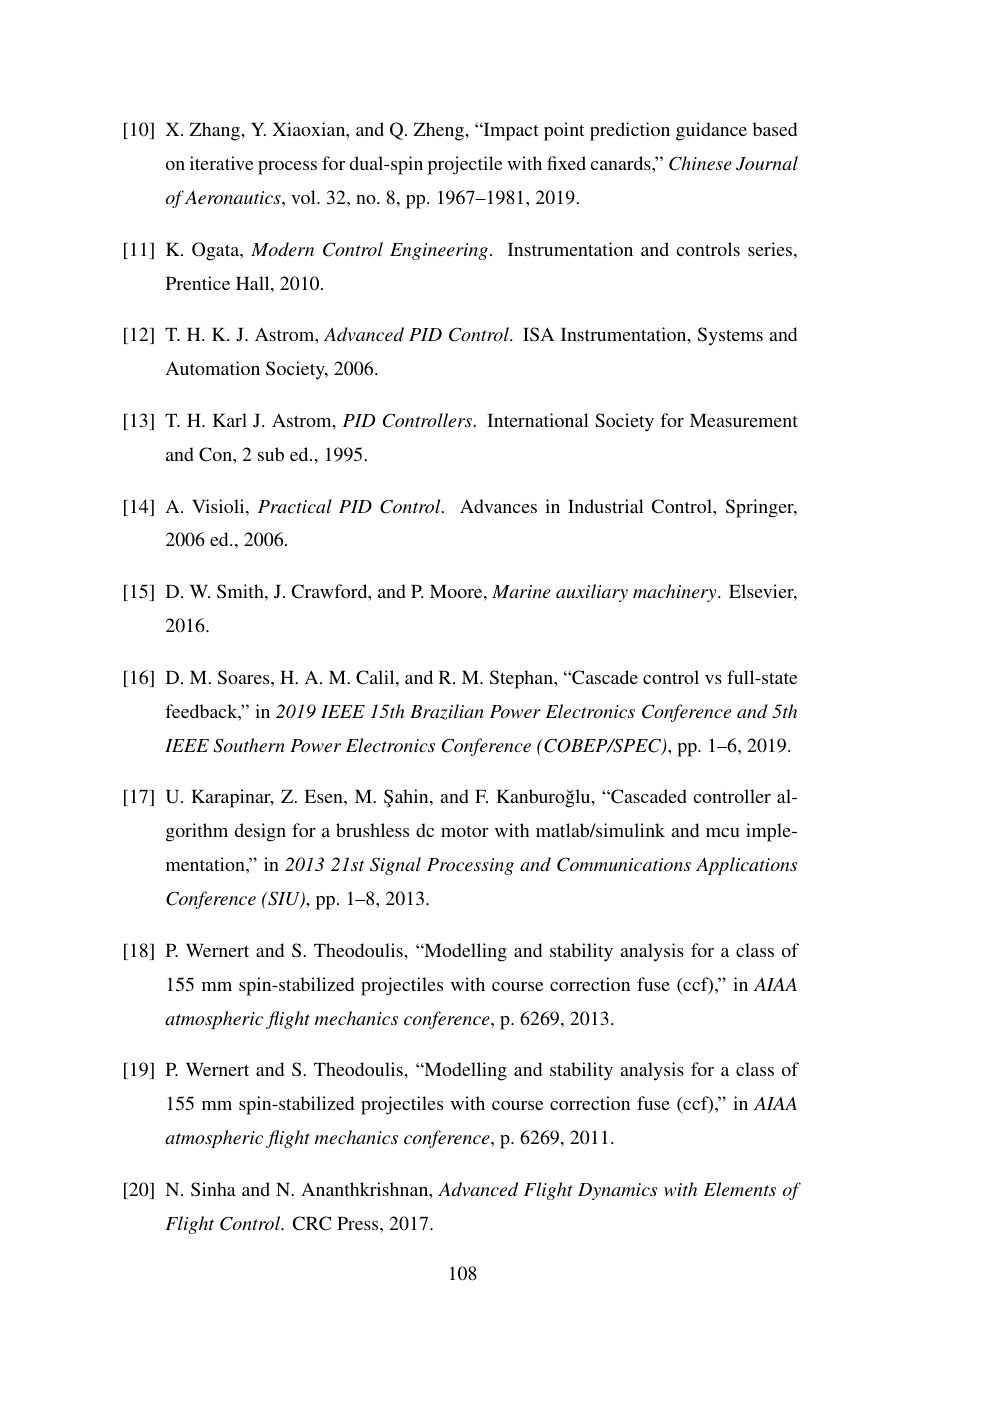 [10] X. Zhang, Y. Xiaoxian, and Q. Zheng, “Impact point prediction guidance based
on iterative process for dual-spin projectile with fixed canards,” Chinese Journal
of Aeronautics, vol. 32, no. 8, pp. 1967–1981, 2019.
[11] K. Ogata, Modern Control Engineering. Instrumentation and controls series,
Prentice Hall, 2010.
[12] T. H. K. J. Astrom, Advanced PID Control. ISA Instrumentation, Systems and
Automation Society, 2006.
[13] T. H. Karl J. Astrom, PID Controllers. International Society for Measurement
and Con, 2 sub ed., 1995.
[14] A. Visioli, Practical PID Control. Advances in Industrial Control, Springer,
2006 ed., 2006.
[15] D. W. Smith, J. Crawford, and P. Moore, Marine auxiliary machinery. Elsevier,
2016.
[16] D. M. Soares, H. A. M. Calil, and R. M. Stephan, “Cascade control vs full-state
feedback,” in 2019 IEEE 15th Brazilian Power Electronics Conference and 5th
IEEE Southern Power Electronics Conference (COBEP/SPEC), pp. 1–6, 2019.
[17] U. Karapinar, Z. Esen, M. Şahin, and F. Kanburoğlu, “Cascaded controller al-
gorithm design for a brushless dc motor with matlab/simulink and mcu imple-
mentation,” in 2013 21st Signal Processing and Communications Applications
Conference (SIU), pp. 1–8, 2013.
[18] P. Wernert and S. Theodoulis, “Modelling and stability analysis for a class of
155 mm spin-stabilized projectiles with course correction fuse (ccf),” in AIAA
atmospheric flight mechanics conference, p. 6269, 2013.
[19] P. Wernert and S. Theodoulis, “Modelling and stability analysis for a class of
155 mm spin-stabilized projectiles with course correction fuse (ccf),” in AIAA
atmospheric flight mechanics conference, p. 6269, 2011.
[20] N. Sinha and N. Ananthkrishnan, Advanced Flight Dynamics with Elements of
Flight Control. CRC Press, 2017.
108